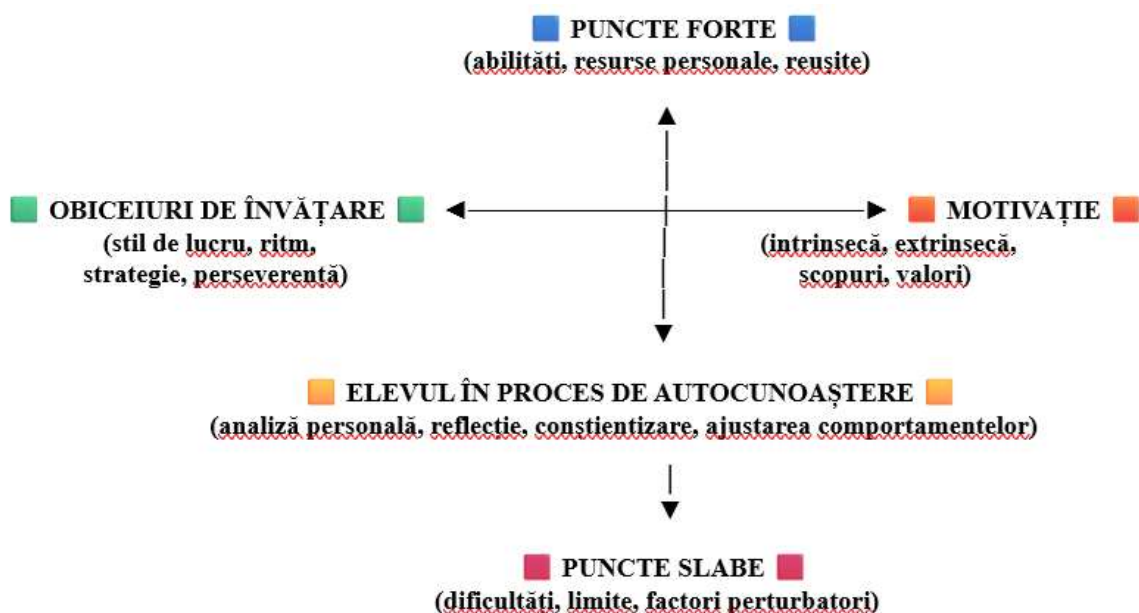 PUNCTE FORTE
(abilități, resurse personale, reușite)
OBICEIURI DE ÎNVĂȚARE
(stil de lucru, ritm,
strategie, perseverență)
MOTIVAȚIE
(intrinsecă, extrinsecă,
scopuri, valori)
ELEVUL ÎN PROCES DE AUTOCUNOAȘTERE
(analiză personală, reflecție, conștientizare, ajustarea comportamentelor)
PUNCTE SLABE
(dificultăți, limite, factori perturbatori)